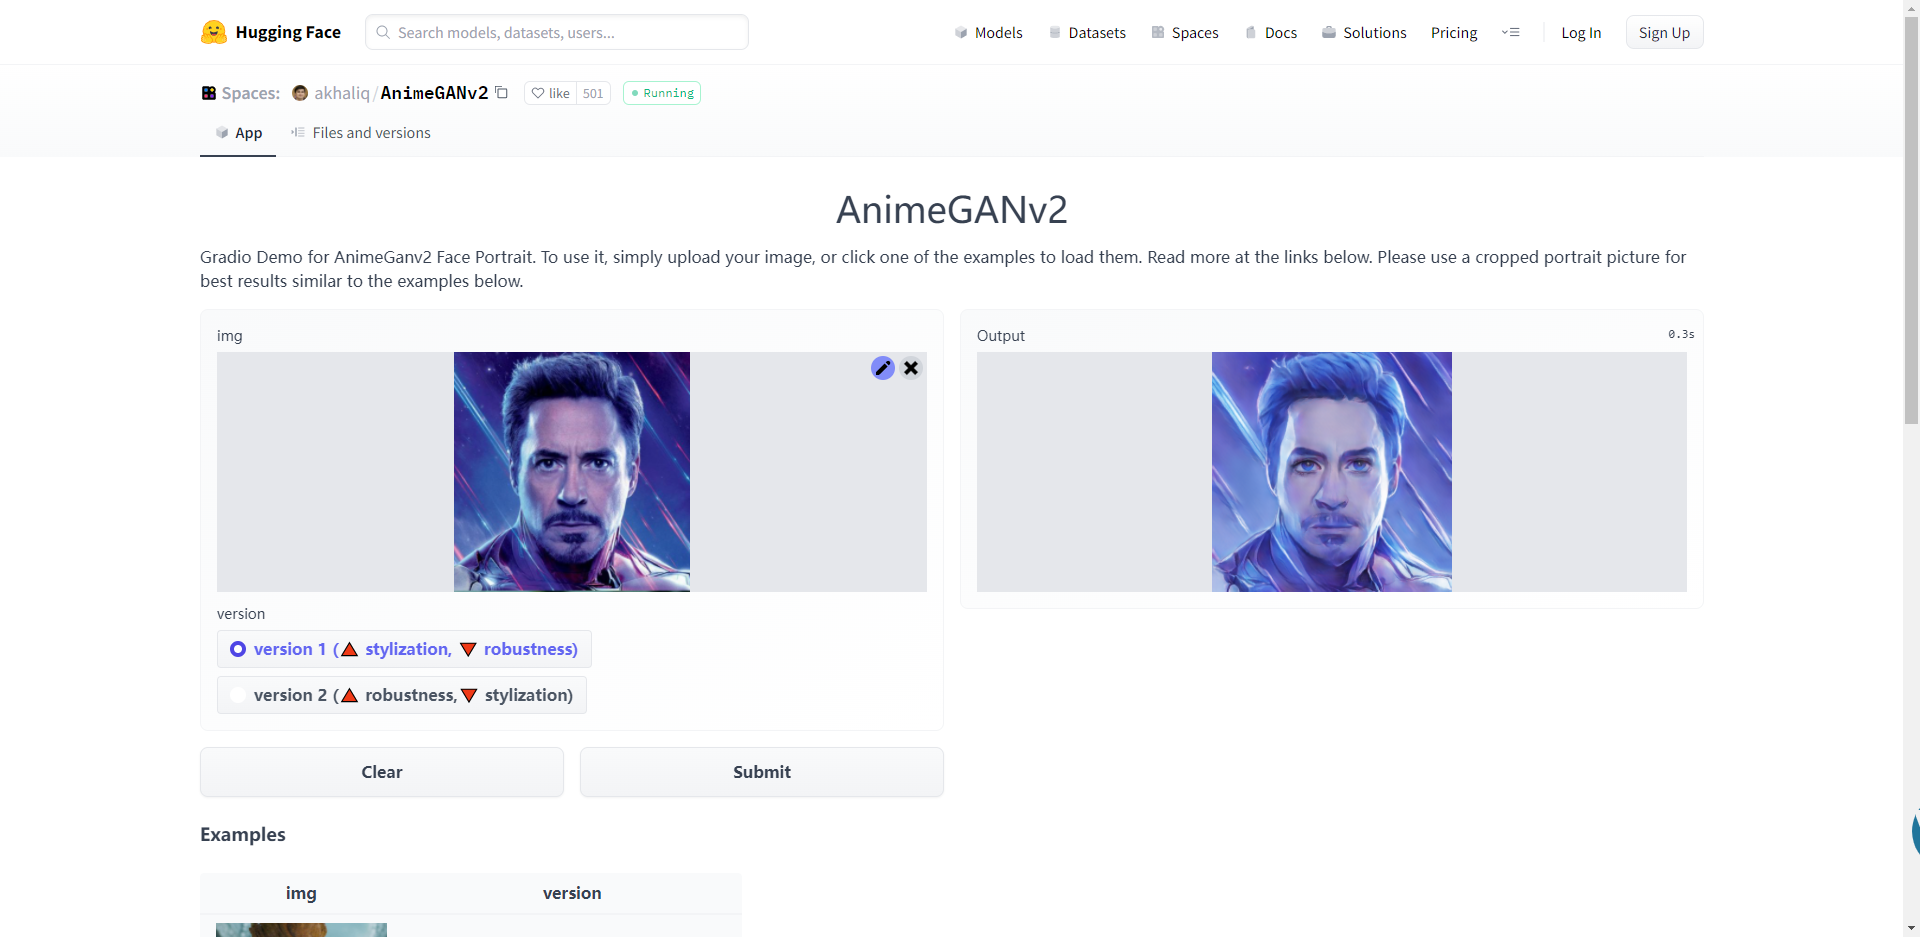 Hugging Face
Search models, datasets, users...
Models
Datasets
Spaces
Docs
Solutions
Pricing
Log In
Sign Up
Spaces:
akhaliq/AnimeGANv2
like
501
Running
App
Files and versions
AnimeGANv2
Gradio Demo for AnimeGanv2 Face Portrait. To use it, simply upload your image, or click one of the examples to load them. Read more at the links below. Please use a cropped portrait picture for
best results similar to the examples below.
img
Output
0.3s
version
version 1 (🔺 stylization, 🔻 robustness)
version 2 (🔺 robustness,🔻 stylization)
Clear
Submit
Examples
img
version